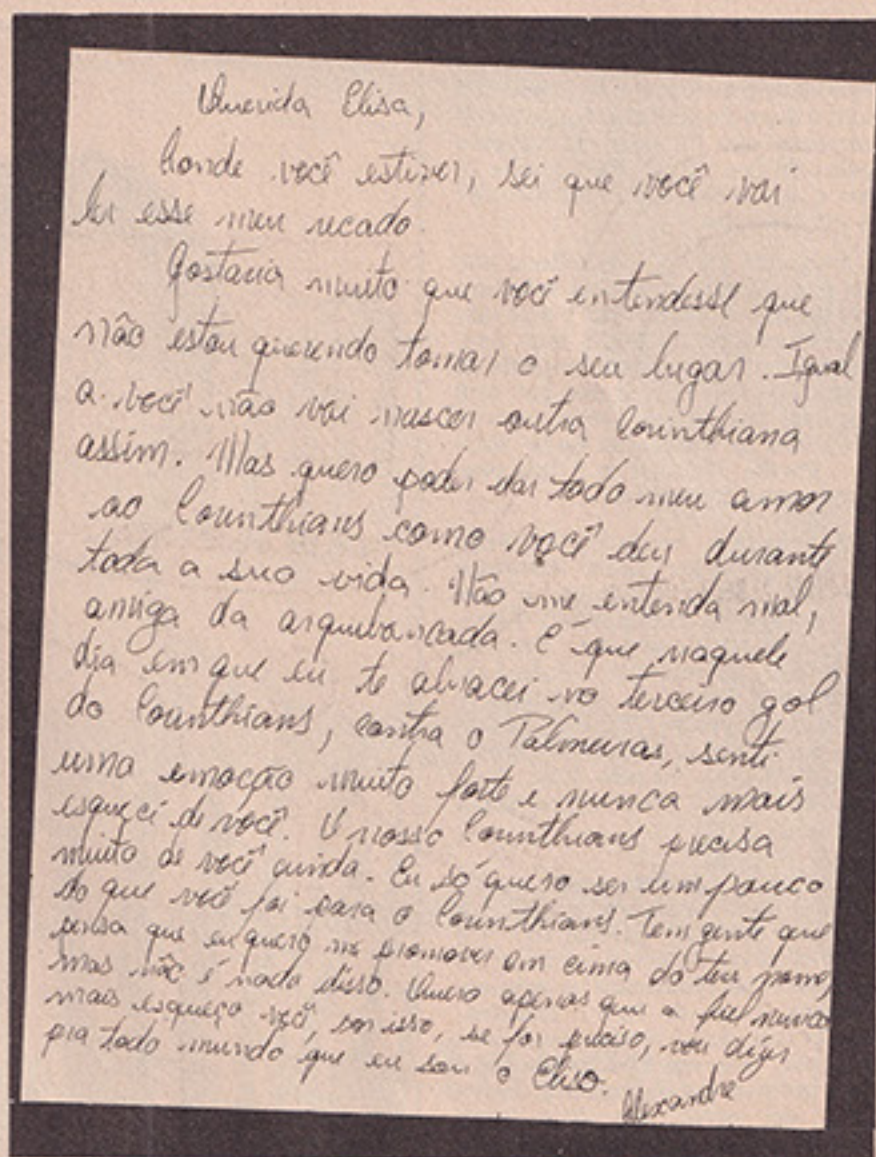 Querida Elisa,
Aonde você estiver, sei que você vai
ler esse meu recado.
Gostaria muito que você entendesse que
não estou querendo tomar o seu lugar. Igual
a você não vai nascer outra Corinthiana
assim. Mas quero poder dar todo meu amor
ao Corinthians como você deu durante
toda a sua vida. Não me entenda mal,
amiga da arquibancada. É que naquele
dia em que eu te abracei no terceiro gol
do Corinthians, contra o Palmeiras, senti
uma emoção muito forte e nunca mais
esqueci de você. O nosso Corinthians precisa
muito de você ainda. Eu só quero ser um pouco
do que você foi para o Corinthians. Tem gente que
pensa que eu quero me promover em cima do teu nome,
mas não é nada disso. Quero apenas que a fiel nunca
mais esqueça você, por isso, se for preciso, vou dizer
pra todo mundo que eu sou o Eliso.
Alexandre